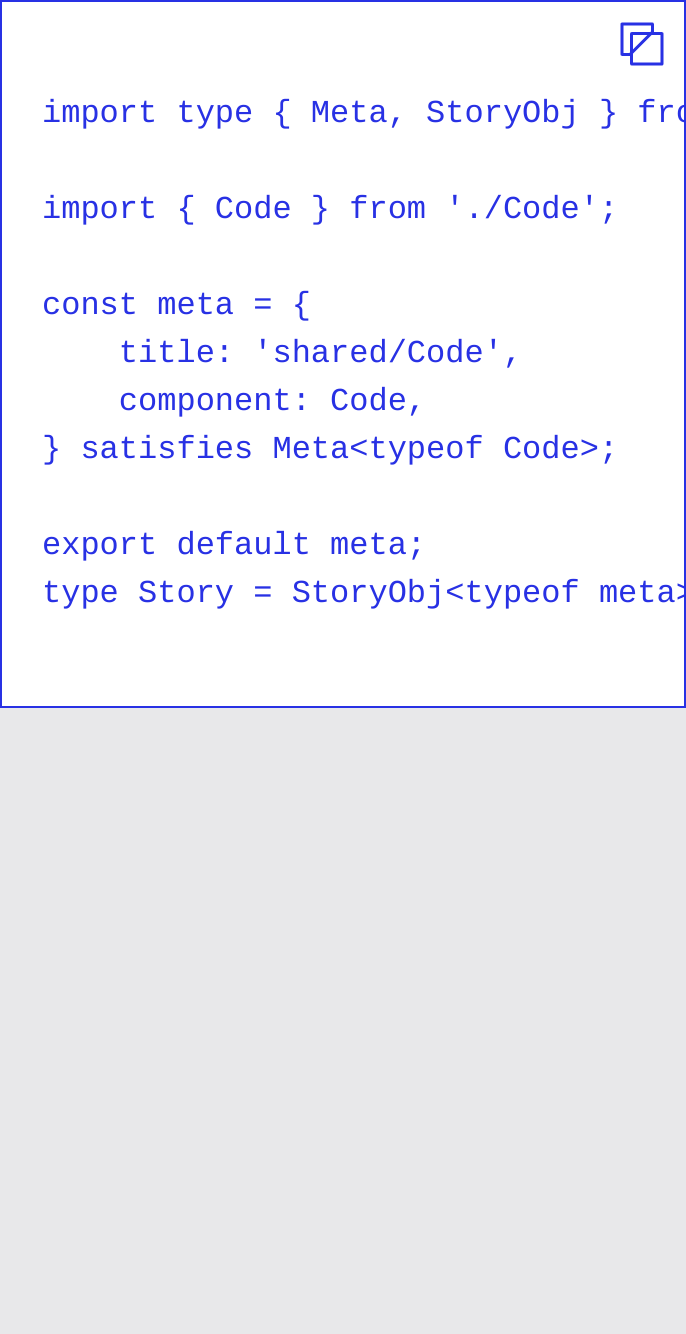 import type { Meta, StoryObj }
import { Code } from './Code';
const meta = {
    title: 'shared/Code',
    component: Code,
} satisfies Meta<typeof Code>;
export default meta;
type Story = StoryObj<typeof meta>